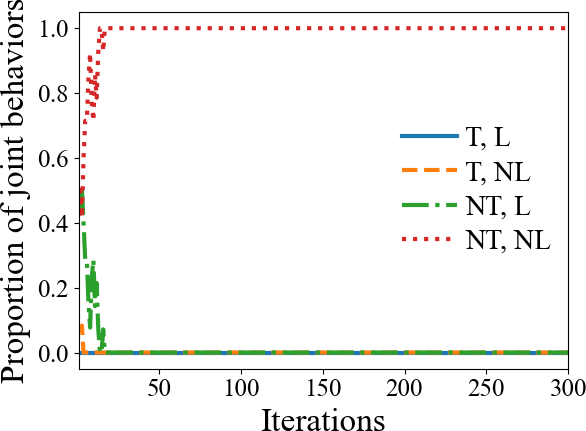 Proportion of joint behaviors
1.0
0.8
0.6
0.4
0.2
0.0
T, L
T, NL
NT, L
NT, NL
50
100
150
200
250
300
Iterations